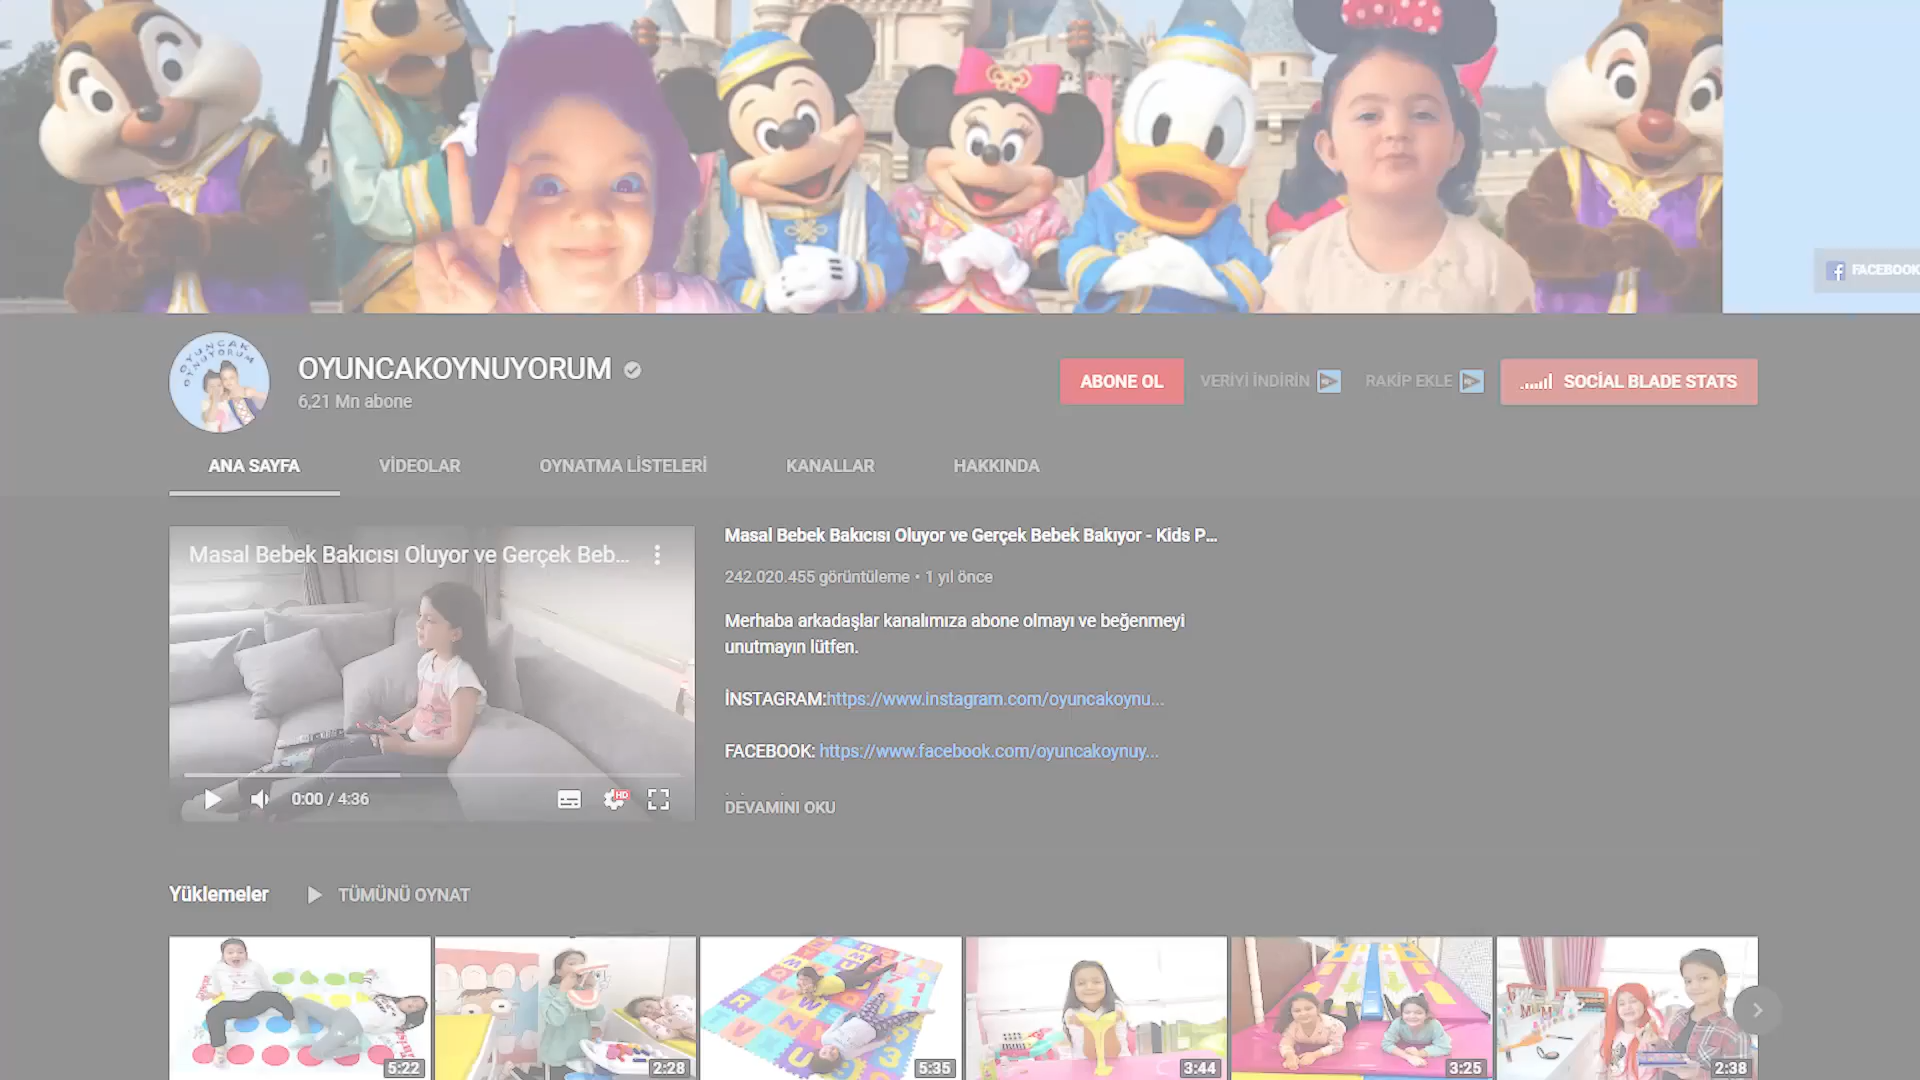 FACEBOOK
OYUNCAK
OYNUYORUM
OYUNCAKOYNUYORUM
6,21 Mn abone
ABONE OL
VERİYİ İNDİRİN
RAKİP EKLE
SOCİAL BLADE STATS
ANA SAYFA
VİDEOLAR
OYNATMA LİSTELERİ
KANALLAR
HAKKINDA
Masal Bebek Bakıcısı Oluyor ve Gerçek Beb...
0:00 / 4:36
HD
Masal Bebek Bakıcısı Oluyor ve Gerçek Bebek Bakıyor - Kids P...
242.020.455 görüntüleme • 1 yıl önce
Merhaba arkadaşlar kanalımıza abone olmayı ve beğenmeyi
unutmayın lütfen.
İNSTAGRAM:https://www.instagram.com/oyuncakoynu...
FACEBOOK: https://www.facebook.com/oyuncakoynuy...
DEVAMINI OKU
Yüklemeler
TÜMÜNÜ OYNAT
5:22
2:28
5:35
3:44
3:25
2:38